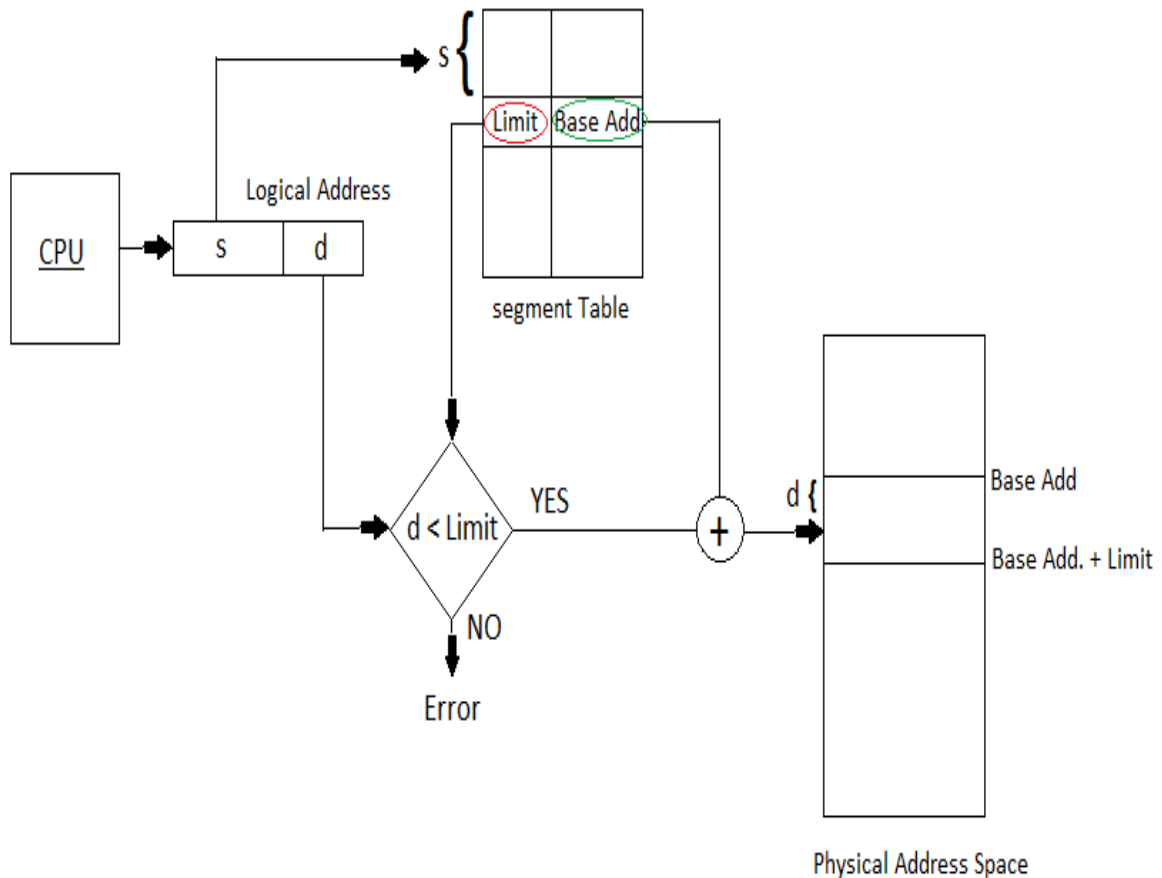 s {
Limit
Base Add
Logical Address
CPU
s
d
segment Table
d {
Base Add
YES
d < Limit
+
Base Add. + Limit
NO
Error
Physical Address Space